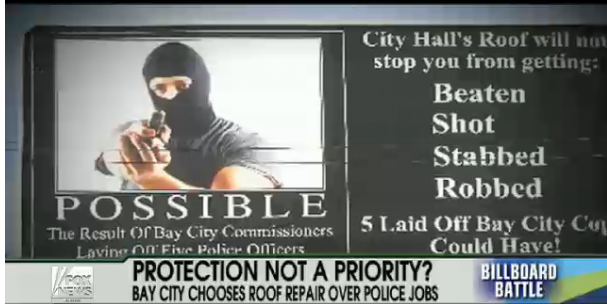 City Hall's Roof will not
stop you from getting:
Beaten
Shot
Stabbed
Robbed
5 Laid Off Bay City Cop
Could Have!
POSSIBLE
The Result Of Bay City Commissioners
Laying Off Five Police Officers
FOX
NEWS
PROTECTION NOT A PRIORITY?
BAY CITY CHOOSES ROOF REPAIR OVER POLICE JOBS
BILLBOARD
BATTLE